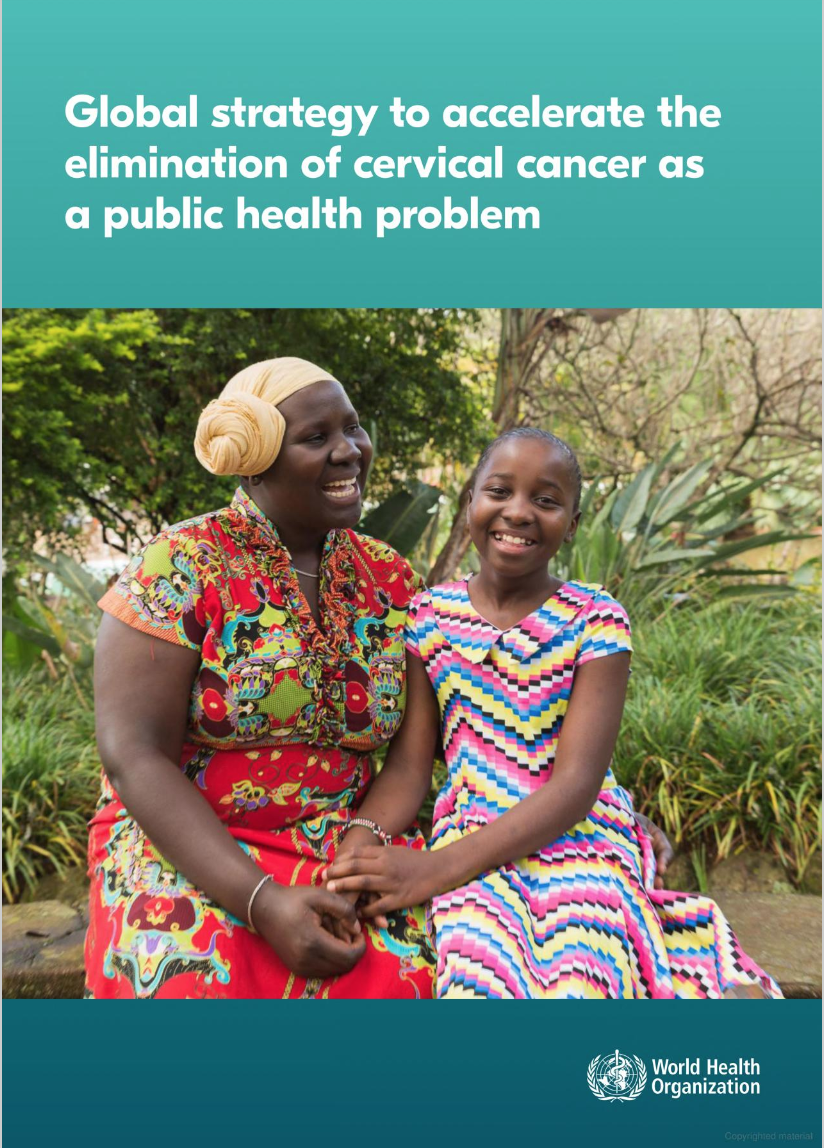 Global strategy to accelerate the
elimination of cervical cancer as
a public health problem
World Health
Organization
Copyrighted material